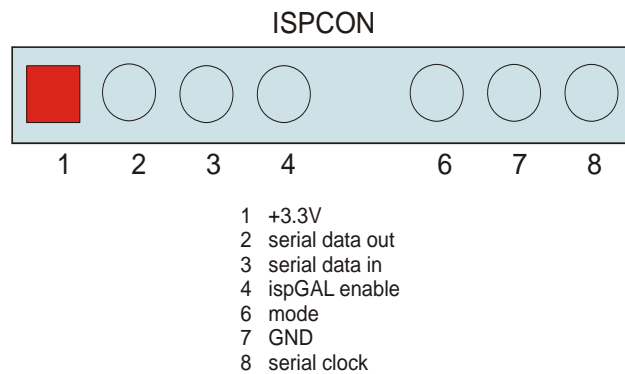 ISPCON
1 2 3 4 6 7 8
1 +3.3V
2 serial data out
3 serial data in
4 ispGAL enable
6 mode
7 GND
8 serial clock